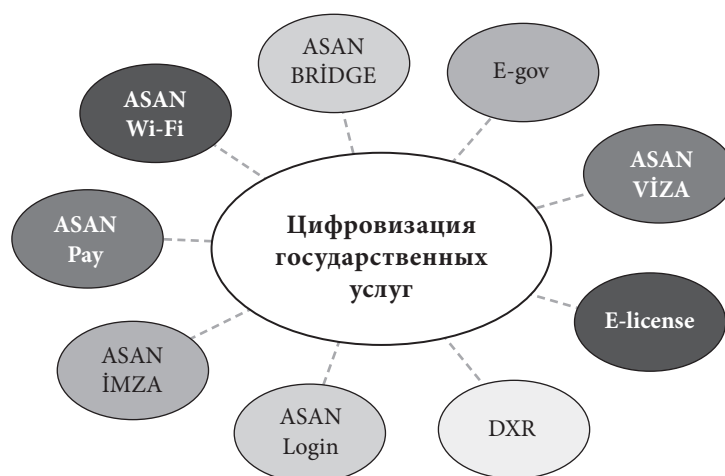 ASAN
BRİDGE
E-gov
ASAN
Wi-Fi
ASAN
VİZA
Цифровизация
государственных
услуг
ASAN
Pay
E-license
ASAN
İMZA
ASAN
Login
DXR